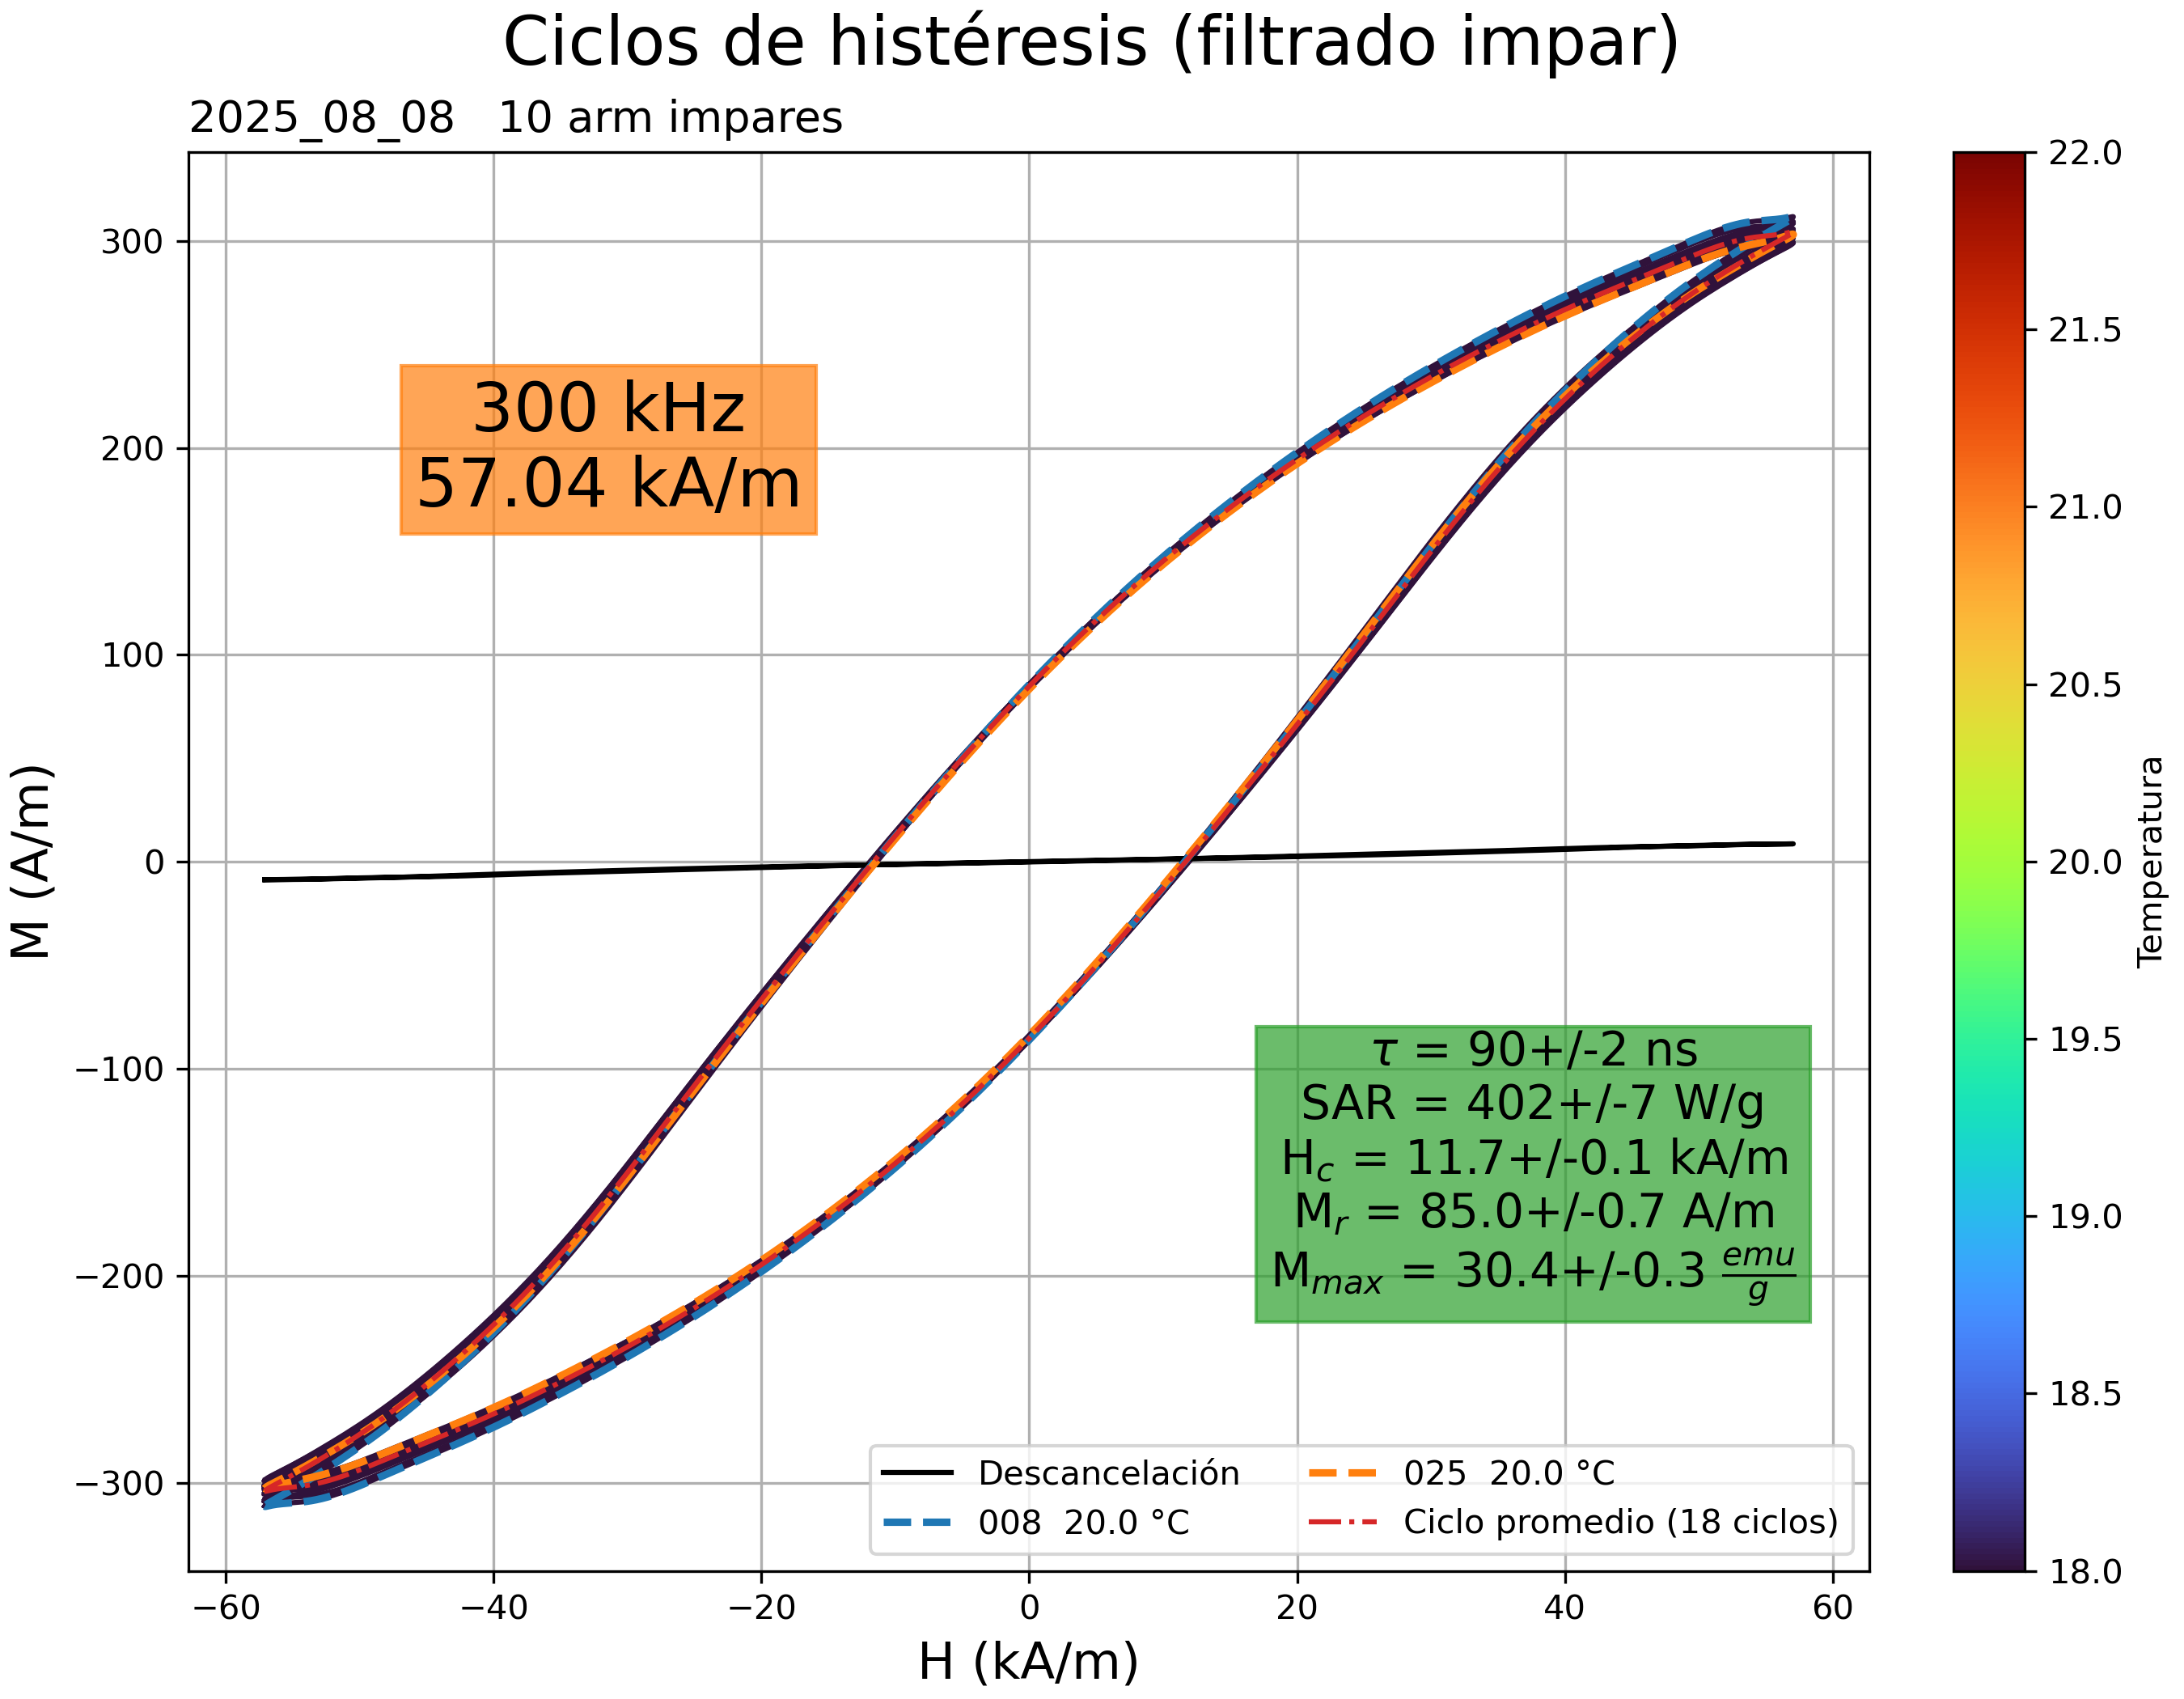 Ciclos de histéresis (filtrado impar)
2025_08_08   10 arm impares
300 kHz
57.04 kA/m
τ = 90+/-2 ns
SAR = 402+/-7 W/g
H_c = 11.7+/-0.1 kA/m
M_r = 85.0+/-0.7 A/m
M_max = 30.4+/-0.3 emu/g
Descancelación
008  20.0 °C
025  20.0 °C
Ciclo promedio (18 ciclos)
M (A/m)
300
200
100
0
−100
−200
−300
−60
−40
−20
0
20
40
60
H (kA/m)
22.0
21.5
21.0
20.5
20.0
19.5
19.0
18.5
18.0
Temperatura